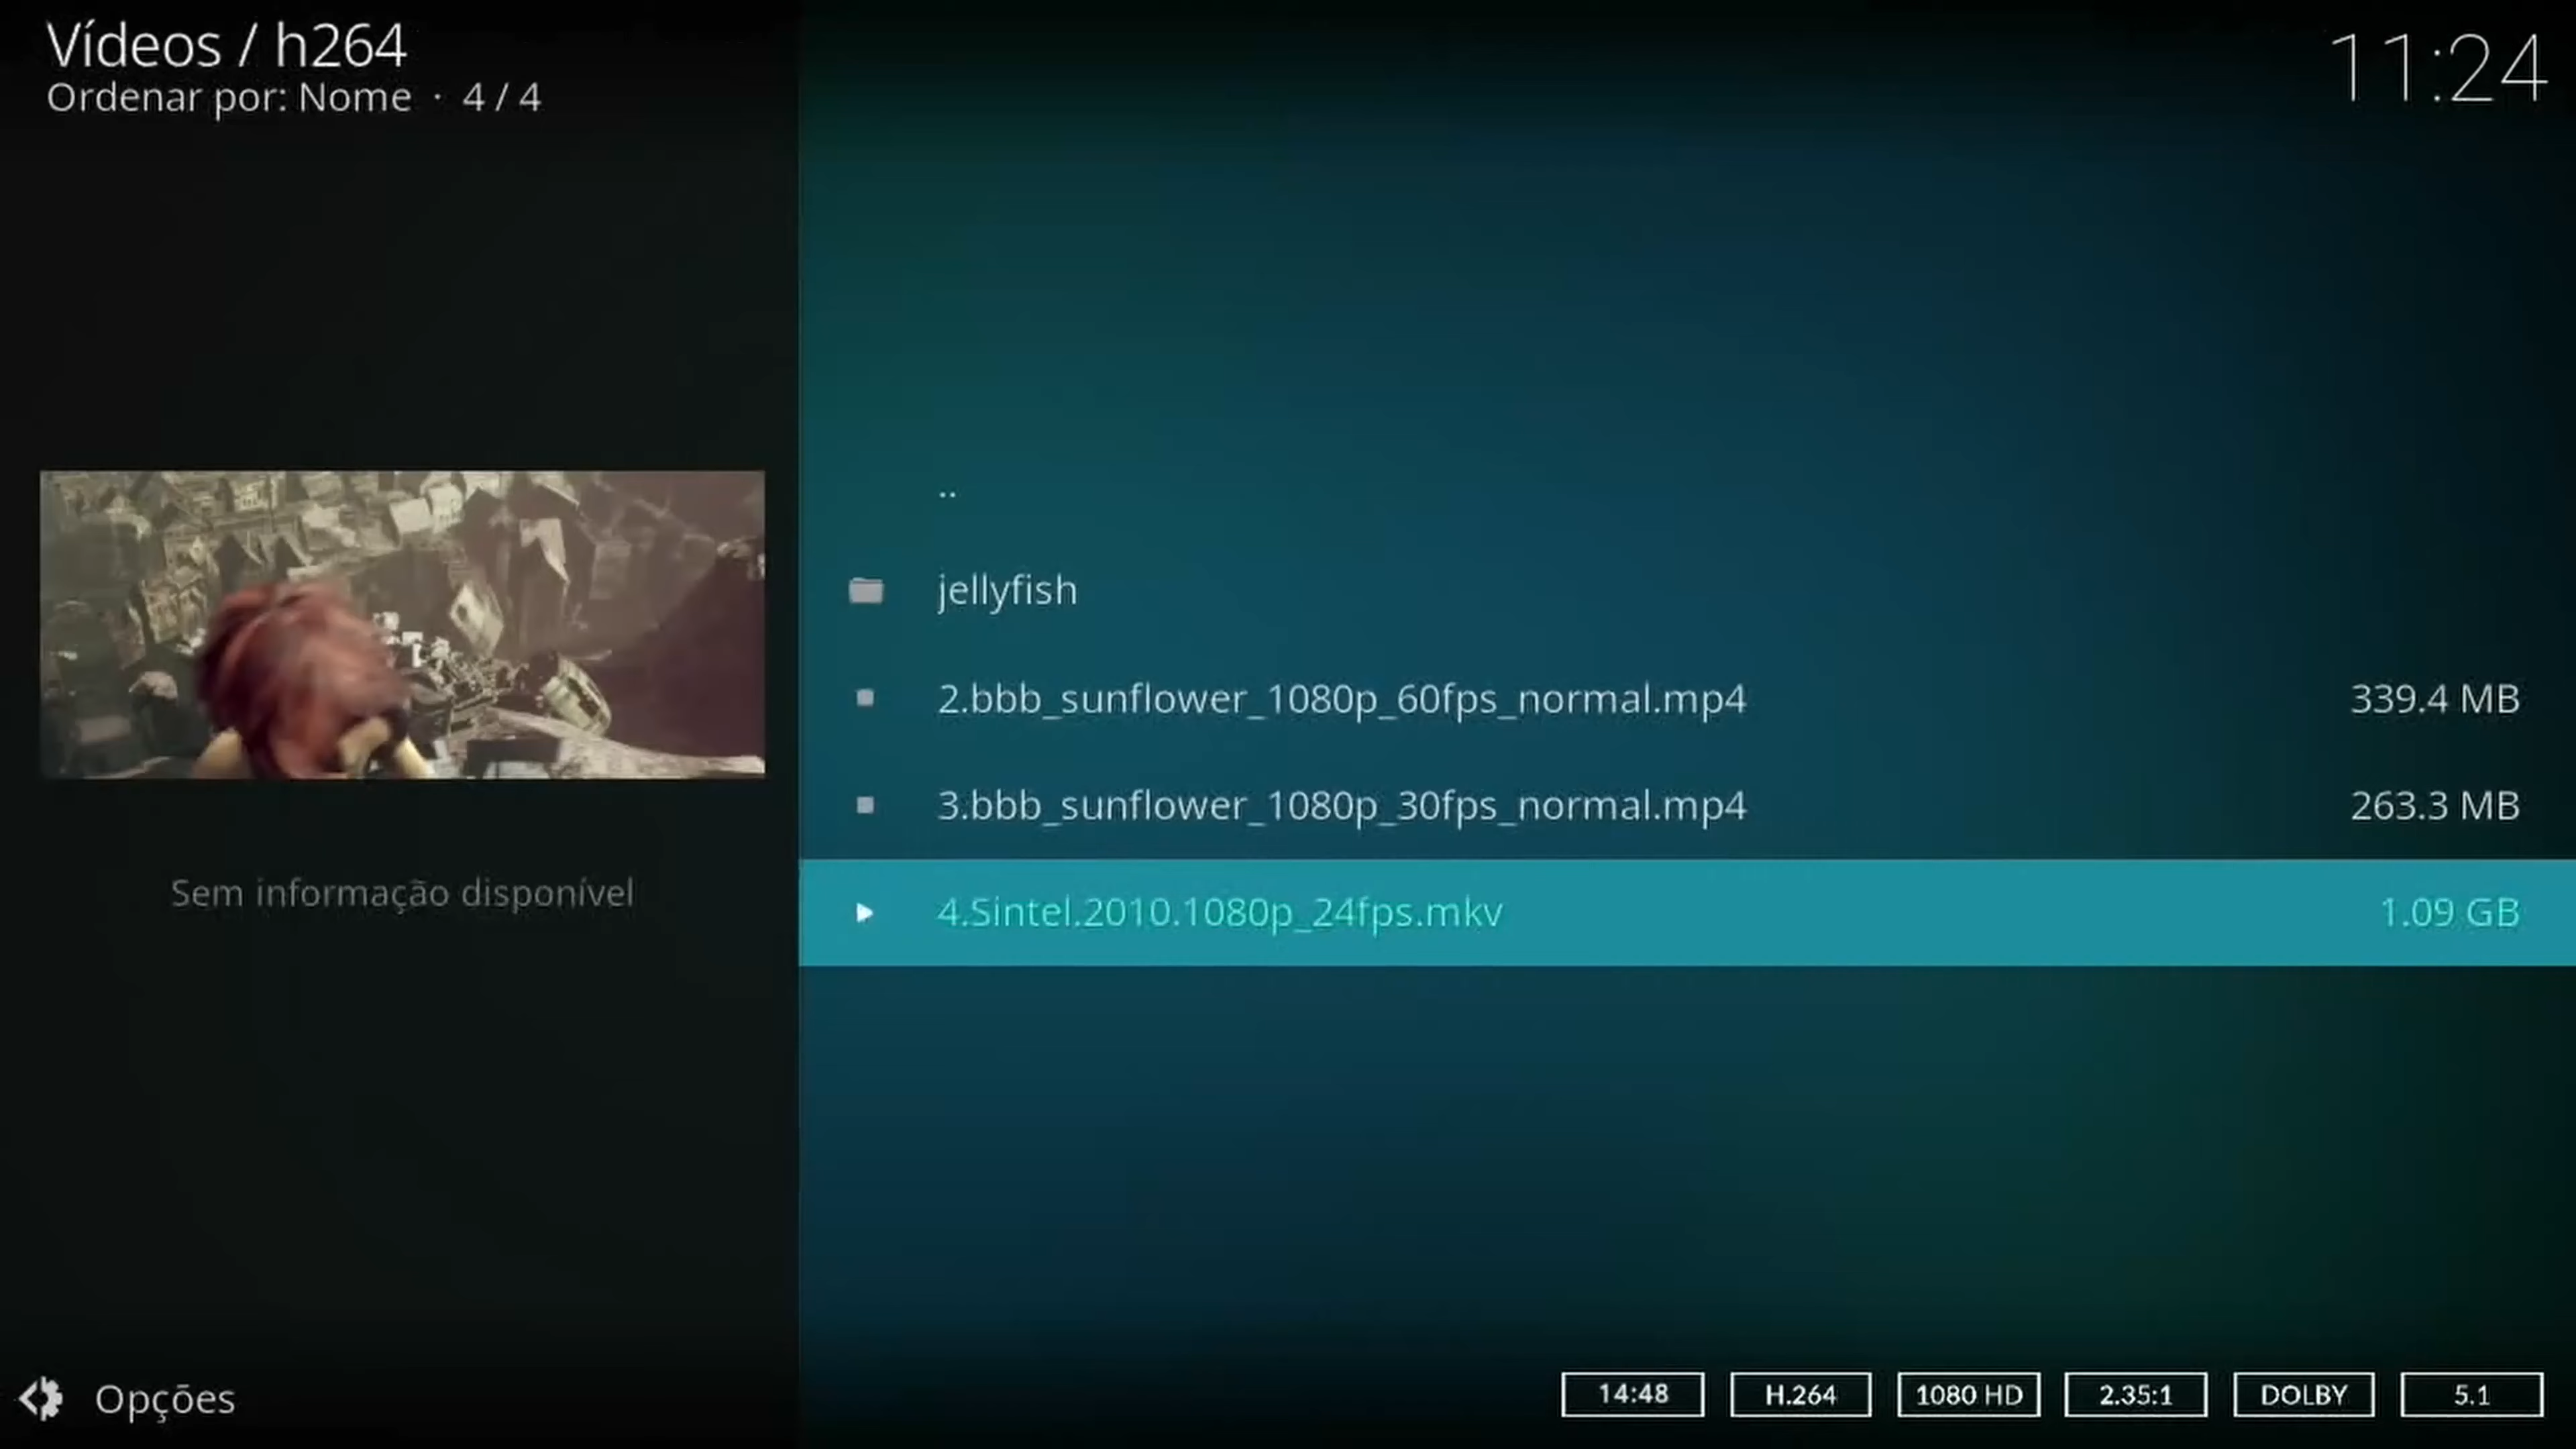 Vídeos / h264
Ordenar por: Nome · 4 / 4
11:24
..
jellyfish
2.bbb_sunflower_1080p_60fps_normal.mp4 339.4 MB
3.bbb_sunflower_1080p_30fps_normal.mp4 263.3 MB
4.Sintel.2010.1080p_24fps.mkv 1.09 GB
Sem informação disponível
Opções
14:48 H.264 1080 HD 2.35:1 DOLBY 5.1